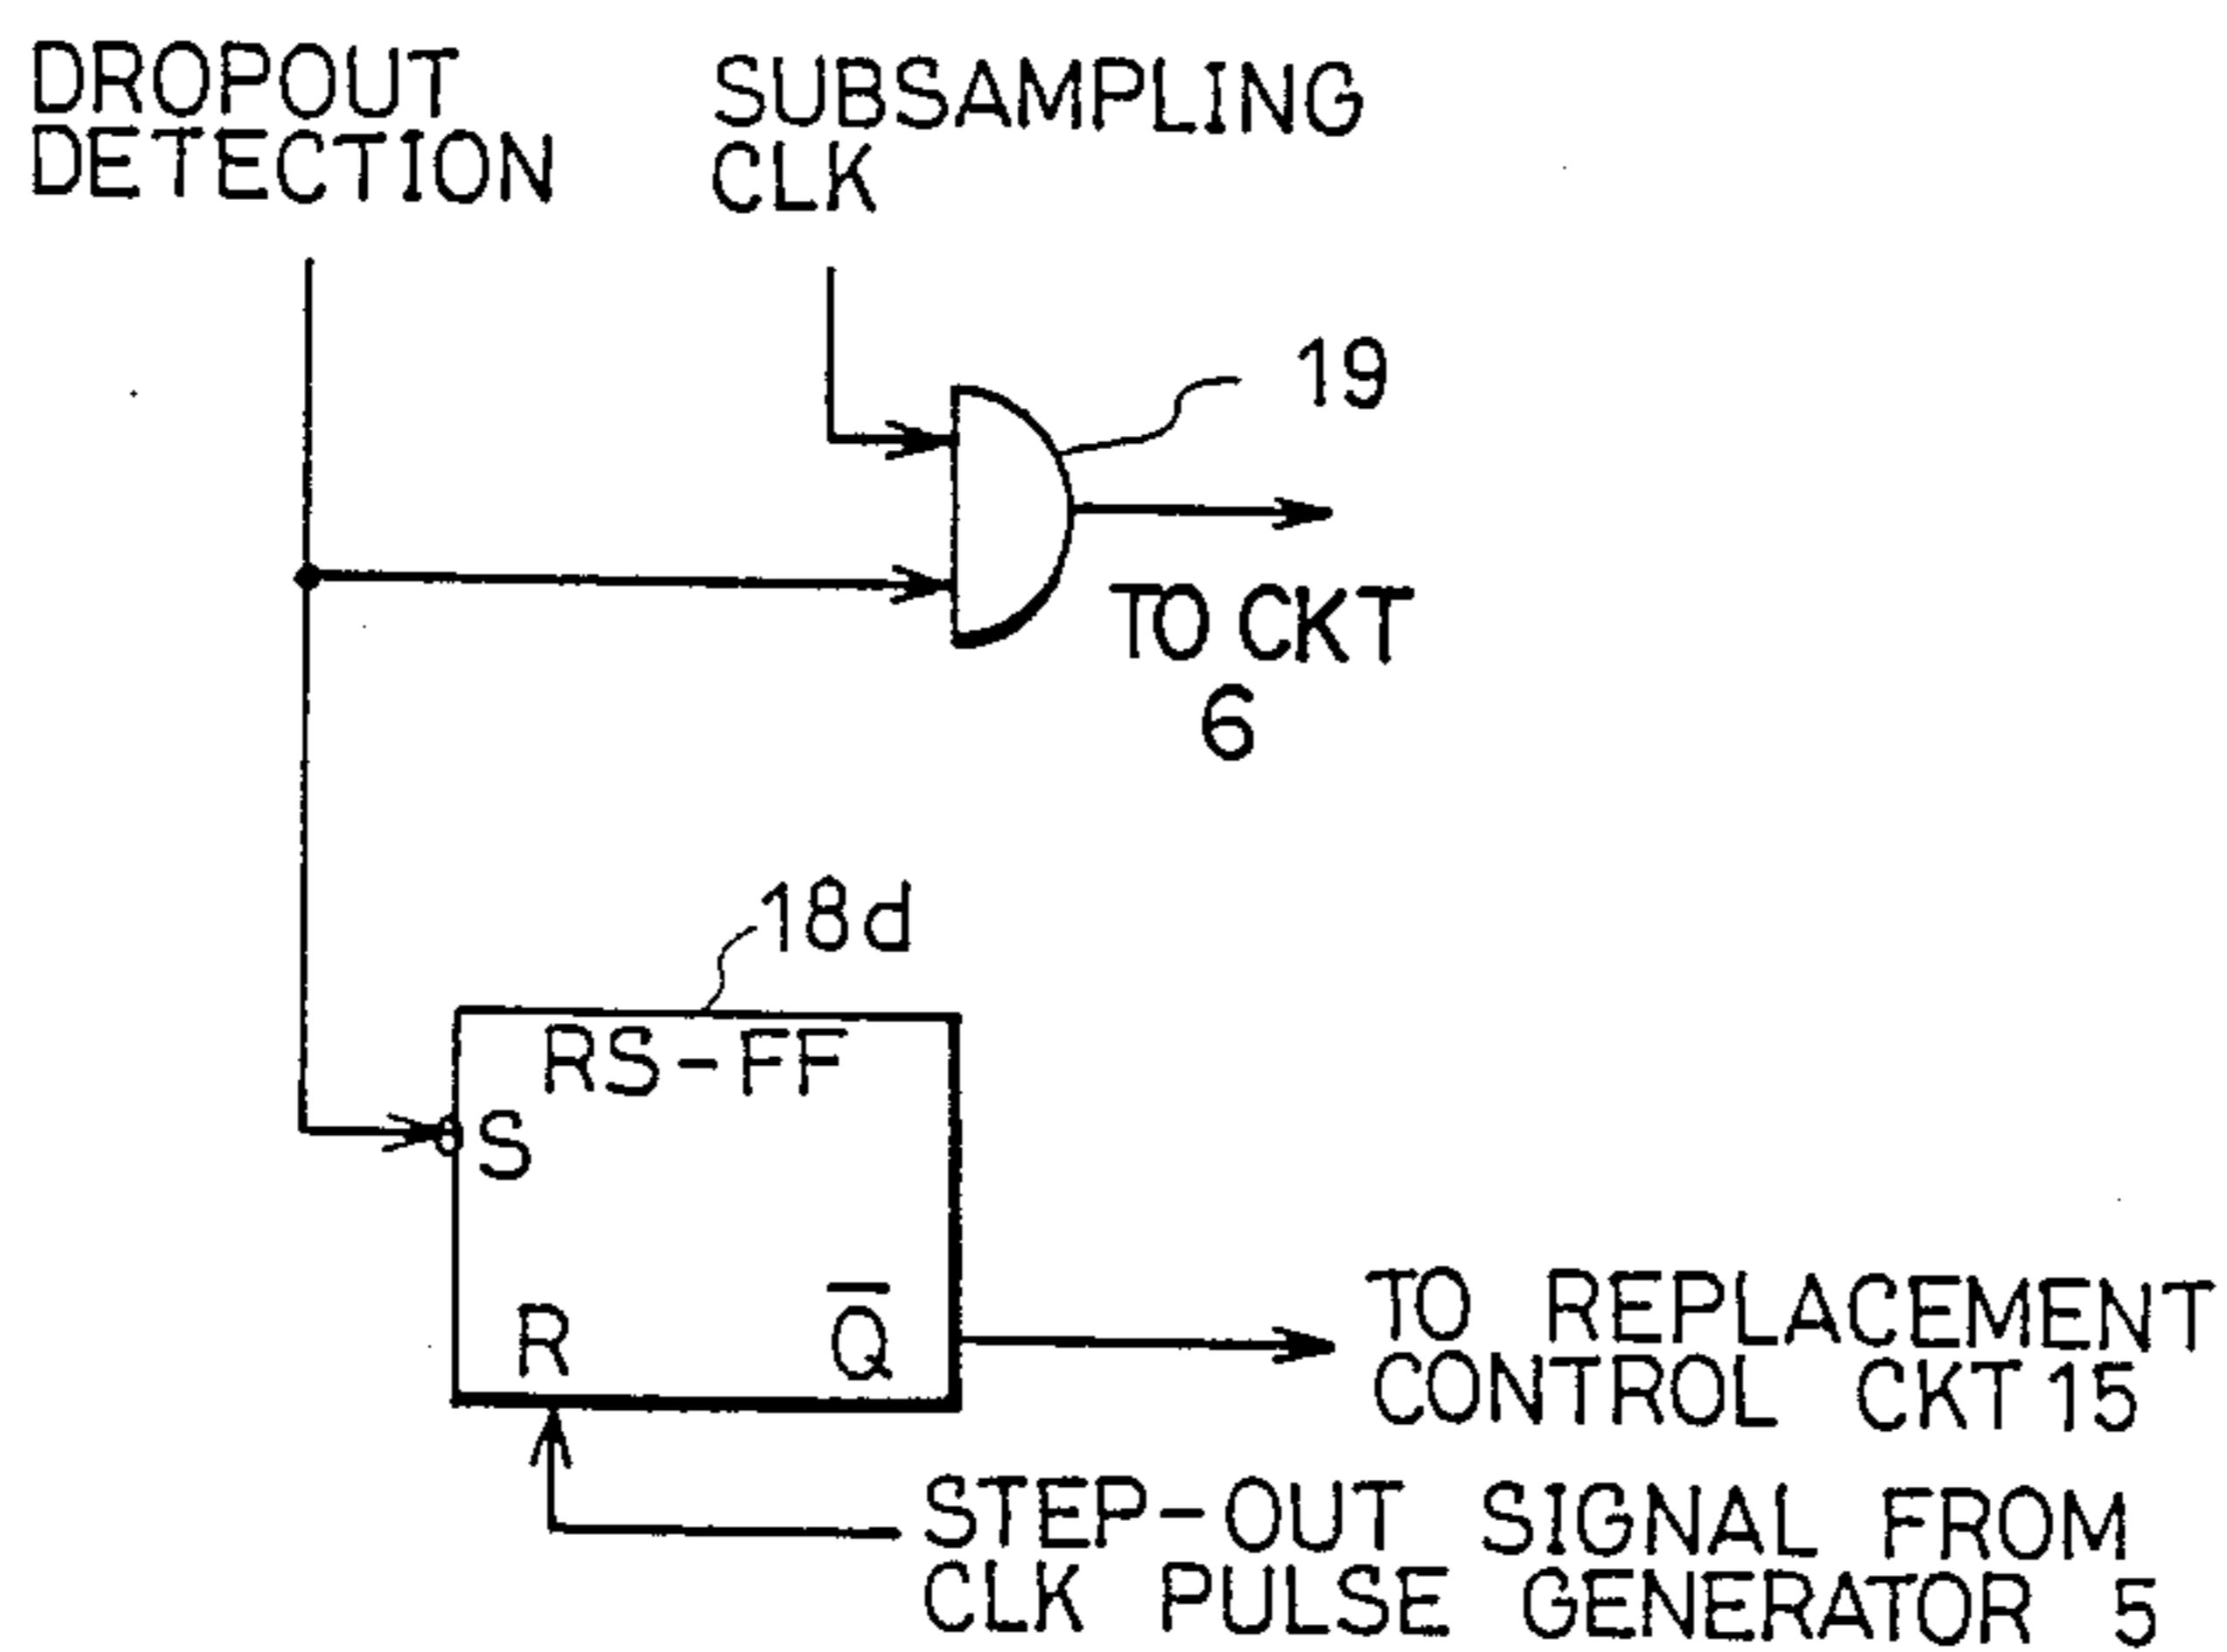 DROPOUT
DETECTION
SUBSAMPLING
CLK
19
TO CKT
6
18d
RS-FF
S
R
Q̅
TO REPLACEMENT
CONTROL CKT 15
STEP-OUT SIGNAL FROM
CLK PULSE GENERATOR 5